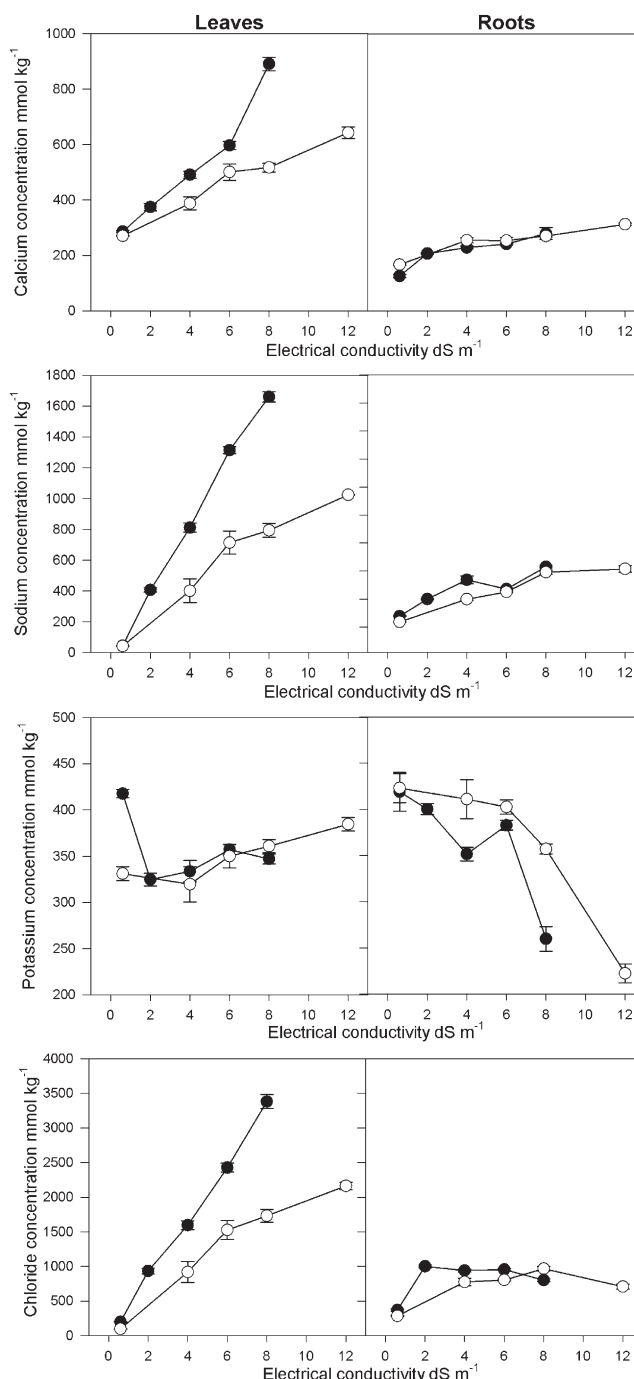 Leaves
Roots
Calcium concentration mmol kg⁻¹
1000
800
600
400
200
0
0 2 4 6 8 10 12
2 4 6 8 10 12
Electrical conductivity dS m⁻¹
Sodium concentration mmol kg⁻¹
1800
1600
1400
1200
1000
800
600
400
200
0
0 2 4 6 8 10 12
2 4 6 8 10 12
Electrical conductivity dS m⁻¹
Potassium concentration mmol kg⁻¹
500
450
400
350
300
250
200
0 2 4 6 8 10 12
2 4 6 8 10 12
Electrical conductivity dS m⁻¹
Chloride concentration mmol kg⁻¹
4000
3500
3000
2500
2000
1500
1000
500
0
0 2 4 6 8 10 12
0 2 4 6 8 10 12
Electrical conductivity dS m⁻¹